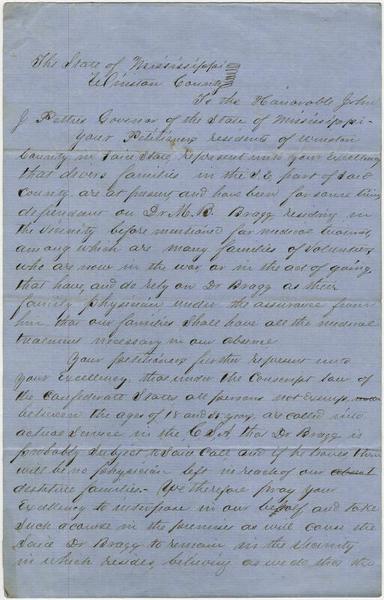 The State of Mississippi
Winston County
To the Honorable John
J Pettus Govenor of the State of Mississippi-
Your Petitioners residents of Winston
County in Said State, represent unto your Excellency
that divers families in the S.E. part of Said
County are at present and have been for some time
dependant on Dr M. B. Bragg residing in
the vicinity before mentioned for medical
among which are many families of Volunteers
who are now in the war or in the act of going
that have, and do rely on Dr Bragg as their
family physician under the assurance from
him that our families Shall have all the medical
treatment necessary in our absence
Your petitioners further represent unto
your Excellency, that under the Conscript law of
the Confederate States all persons not Exempt
between the ages of 18 and are called into
actual Service in the C.S.A that Dr Bragg is
probably subject to Said Call and if he leaves there
will be no physician left in reach of our
destitute families- We therefore pray your
Excellency to interpose in our behalf and take
Such a course in the premises as will cause the
Said Dr Bragg to remain in the vicinity
in which resides, believing as we do that the